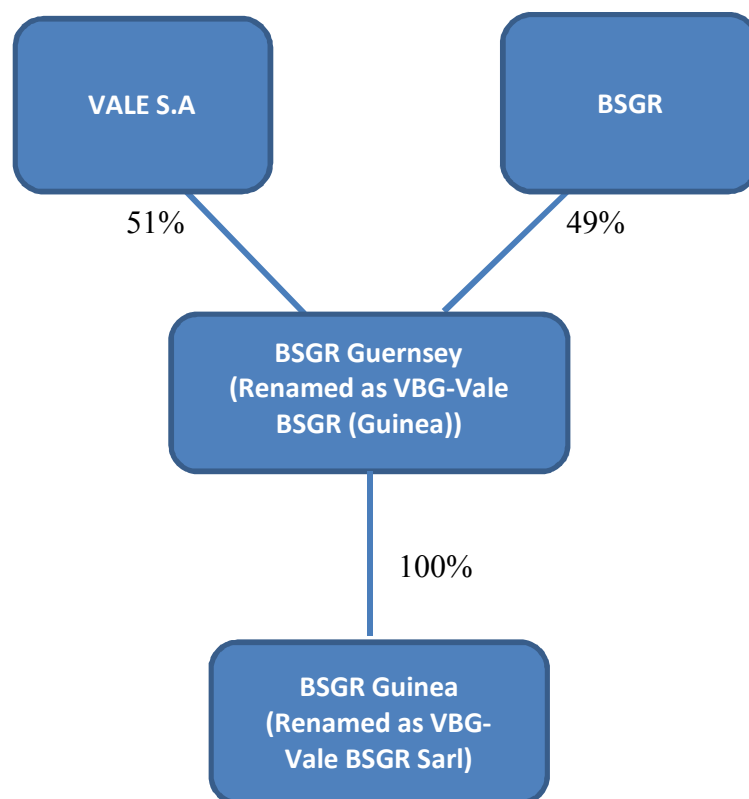 VALE S.A
BSGR
51%
49%
BSGR Guernsey
(Renamed as VBG-Vale
BSGR (Guinea))
100%
BSGR Guinea
(Renamed as VBG-
Vale BSGR Sarl)